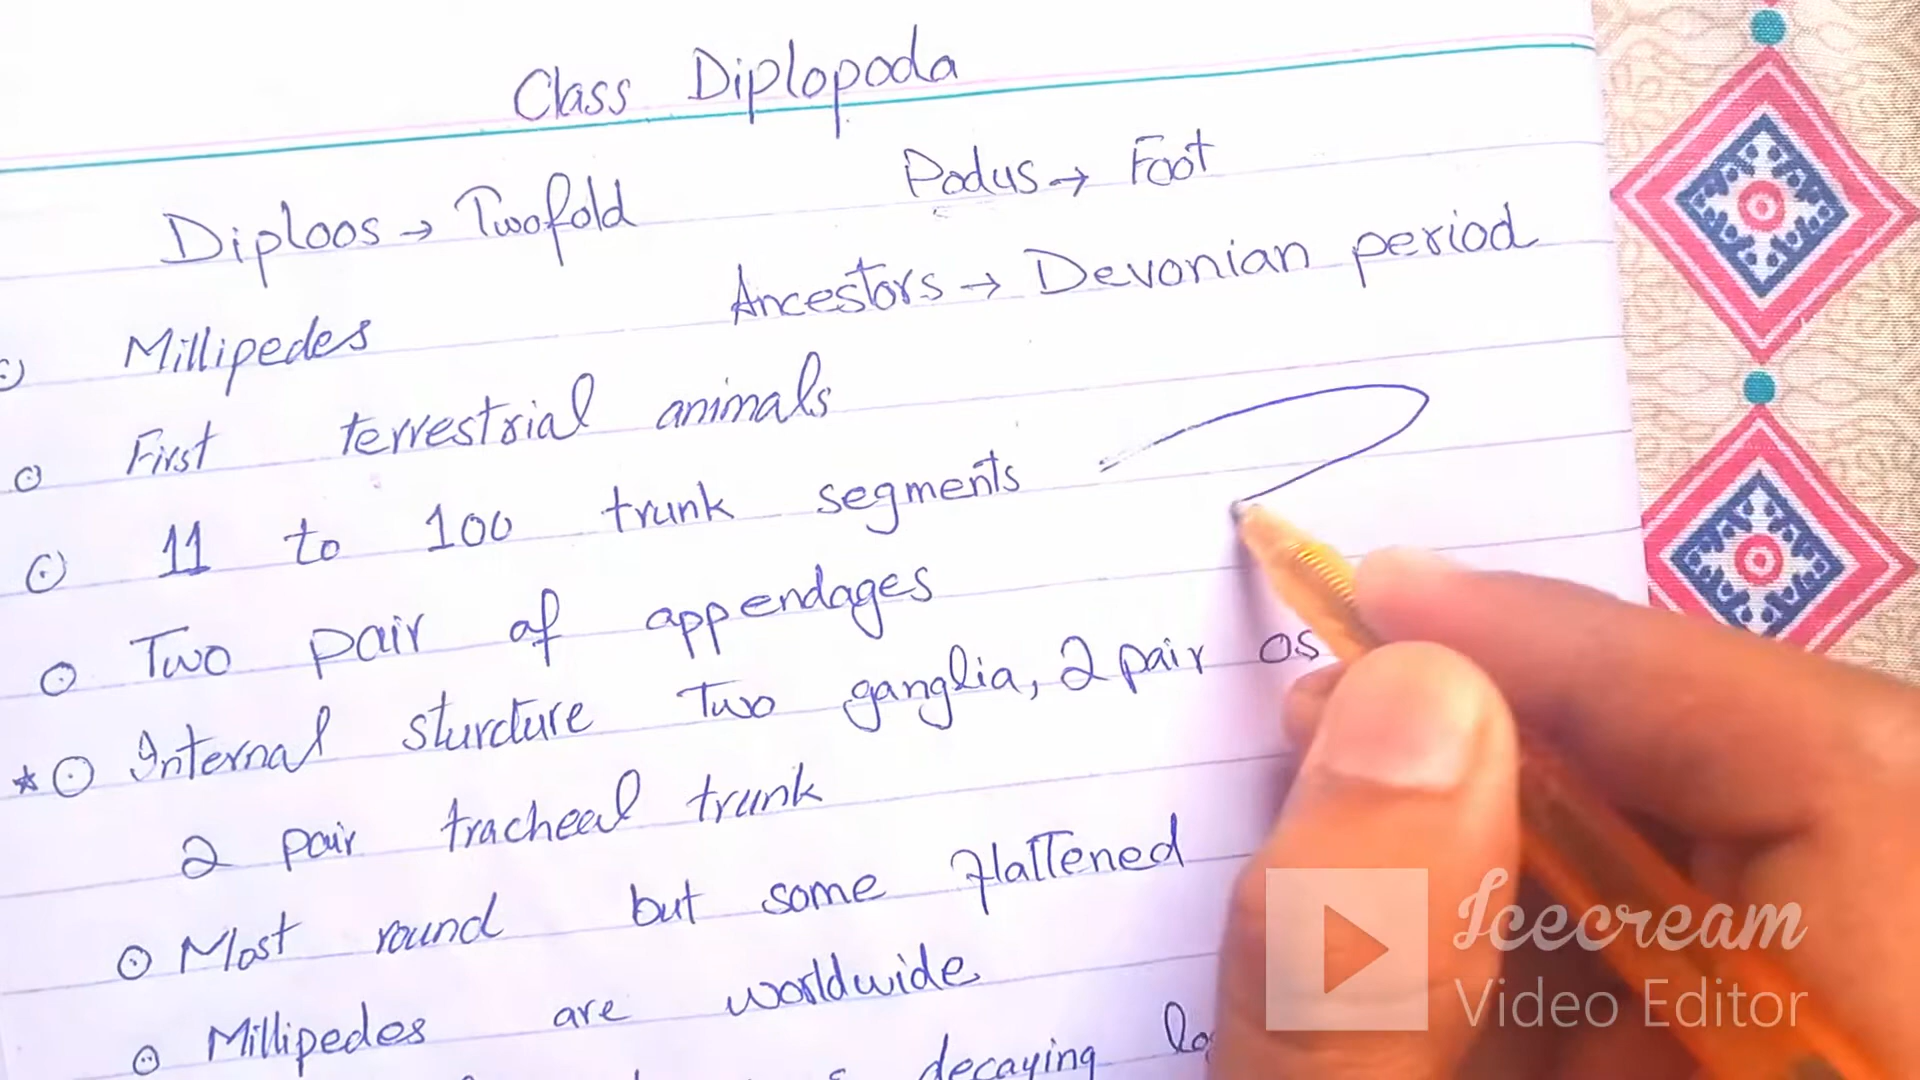 Class Diplopoda
Diploos → Twofold Podus → Foot
Millipedes Ancestors → Devonian period
First terrestrial animals
11 to 100 trunk segments
Two pair of appendages
Internal sturcture Two ganglia, 2 pair os
2 pair tracheal trunk
Most round but some flattened
Millipedes are worldwide
decaying
Icecream
Video Editor